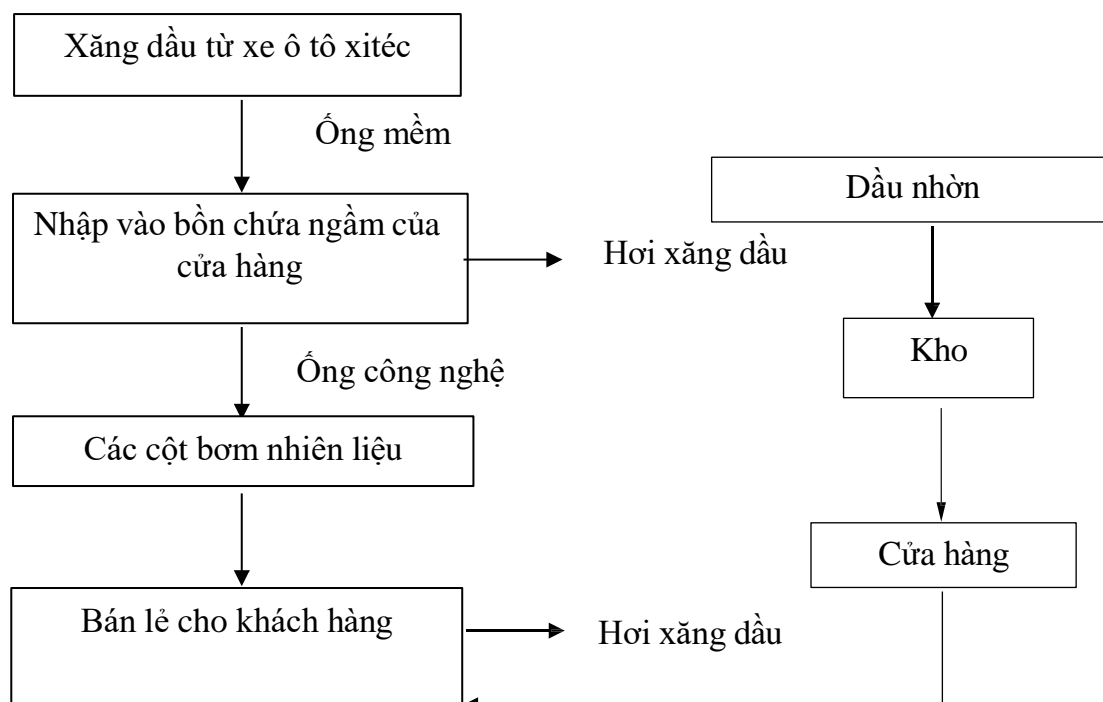 Xăng dầu từ xe ô tô xitéc
Ống mềm
Nhập vào bồn chứa ngầm của
cửa hàng
Hơi xăng dầu
Ống công nghệ
Các cột bơm nhiên liệu
Bán lẻ cho khách hàng
Hơi xăng dầu
Dầu nhờn
Kho
Cửa hàng